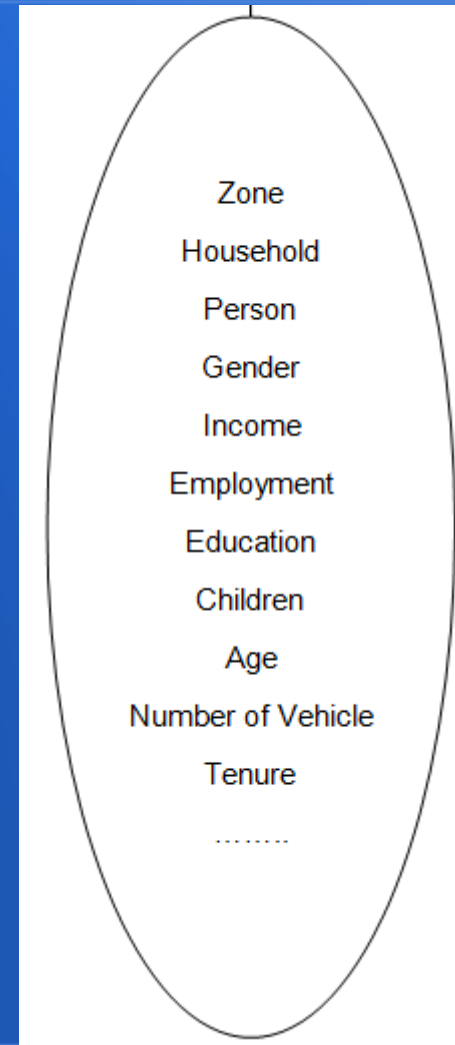 Zone
Household
Person
Gender
Income
Employment
Education
Children
Age
Number of Vehicle
Tenure
……..